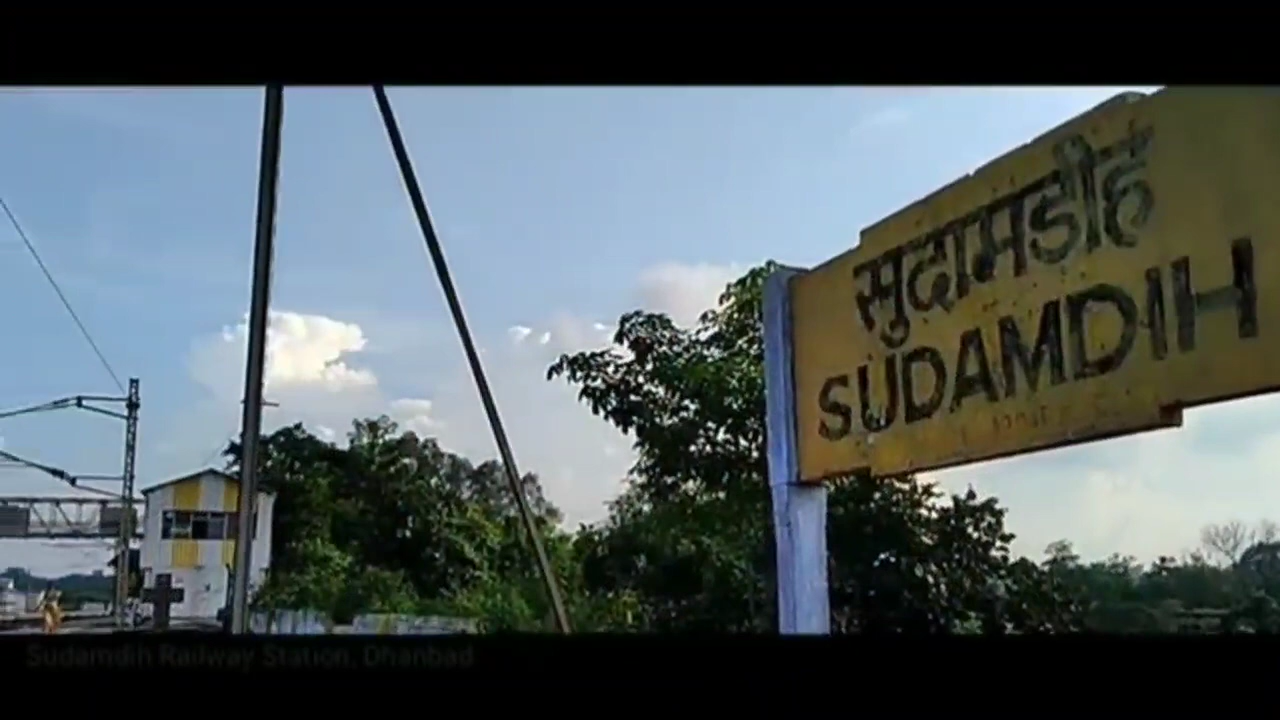 सुदामडीह
SUDAMDIH
Sudamdih Railway Station, Dhanbad